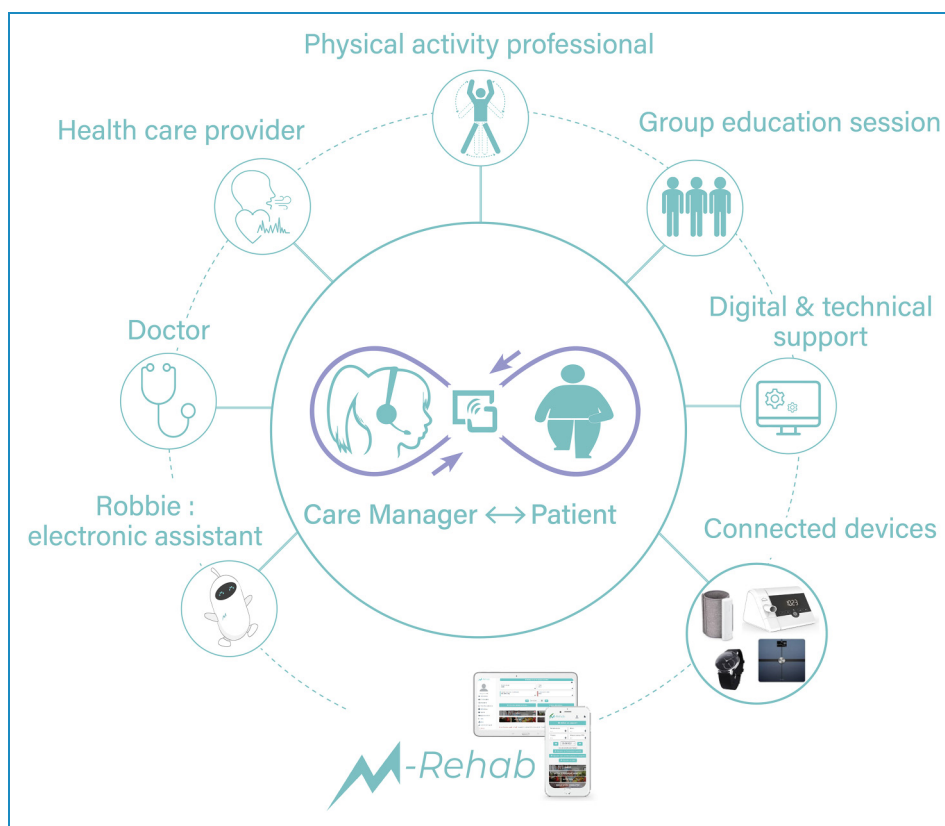 Physical activity professional
Health care provider
Group education session
Doctor
Digital & technical
support
Care Manager ↔ Patient
Robbie :
electronic assistant
Connected devices
M-Rehab